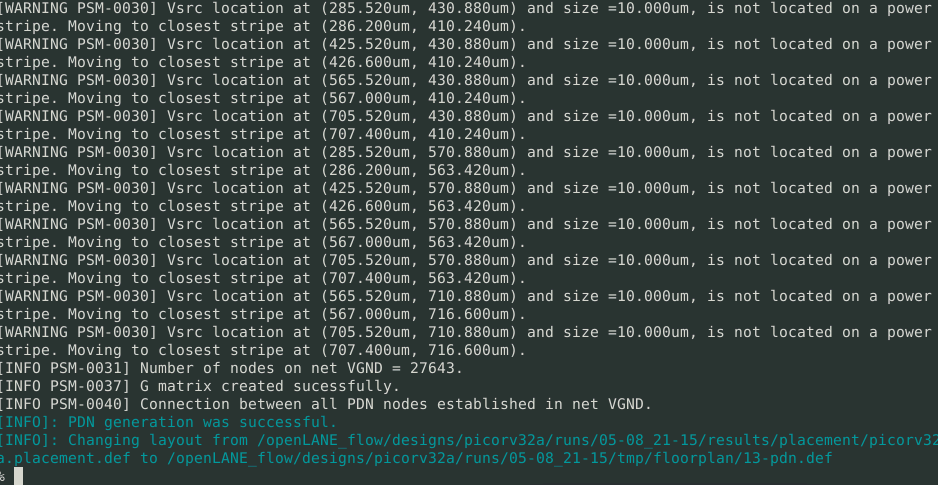 [WARNING PSM-0030] Vsrc location at (285.520um, 430.880um) and size =10.000um, is not located on a power
stripe. Moving to closest stripe at (286.200um, 410.240um).
[WARNING PSM-0030] Vsrc location at (425.520um, 430.880um) and size =10.000um, is not located on a power
stripe. Moving to closest stripe at (426.600um, 410.240um).
[WARNING PSM-0030] Vsrc location at (565.520um, 430.880um) and size =10.000um, is not located on a power
stripe. Moving to closest stripe at (567.000um, 410.240um).
[WARNING PSM-0030] Vsrc location at (705.520um, 430.880um) and size =10.000um, is not located on a power
stripe. Moving to closest stripe at (707.400um, 410.240um).
[WARNING PSM-0030] Vsrc location at (285.520um, 570.880um) and size =10.000um, is not located on a power
stripe. Moving to closest stripe at (286.200um, 563.420um).
[WARNING PSM-0030] Vsrc location at (425.520um, 570.880um) and size =10.000um, is not located on a power
stripe. Moving to closest stripe at (426.600um, 563.420um).
[WARNING PSM-0030] Vsrc location at (565.520um, 570.880um) and size =10.000um, is not located on a power
stripe. Moving to closest stripe at (567.000um, 563.420um).
[WARNING PSM-0030] Vsrc location at (705.520um, 570.880um) and size =10.000um, is not located on a power
stripe. Moving to closest stripe at (707.400um, 563.420um).
[WARNING PSM-0030] Vsrc location at (565.520um, 710.880um) and size =10.000um, is not located on a power
stripe. Moving to closest stripe at (567.000um, 716.600um).
[WARNING PSM-0030] Vsrc location at (705.520um, 710.880um) and size =10.000um, is not located on a power
stripe. Moving to closest stripe at (707.400um, 716.600um).
[INFO PSM-0031] Number of nodes on net VGND = 27643.
[INFO PSM-0037] G matrix created sucessfully.
[INFO PSM-0040] Connection between all PDN nodes established in net VGND.
[INFO]: PDN generation was successful.
[INFO]: Changing layout from /openLANE_flow/designs/picorv32a/runs/05-08_21-15/results/placement/picorv32
a.placement.def to /openLANE_flow/designs/picorv32a/runs/05-08_21-15/tmp/floorplan/13-pdn.def
%